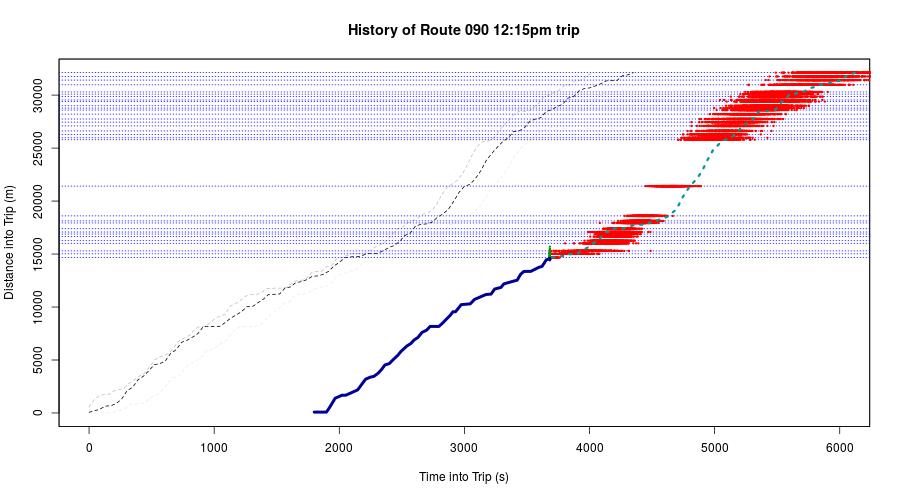 History of Route 090 12:15pm trip
Distance into Trip (m)
30000
25000
20000
15000
10000
5000
0
0 1000 2000 3000 4000 5000 6000
Time into Trip (s)